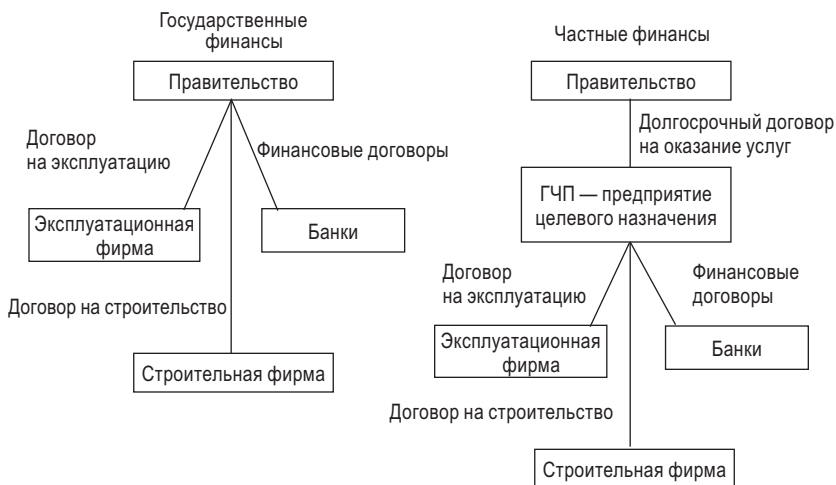 Государственные
финансы
Правительство
Договор
на эксплуатацию
Финансовые договоры
Эксплуатационная
фирма
Банки
Договор на строительство
Строительная фирма
Частные финансы
Правительство
Долгосрочный договор
на оказание услуг
ГЧП — предприятие
целевого назначения
Договор
на эксплуатацию
Финансовые
договоры
Эксплуатационная
фирма
Банки
Договор на строительство
Строительная фирма